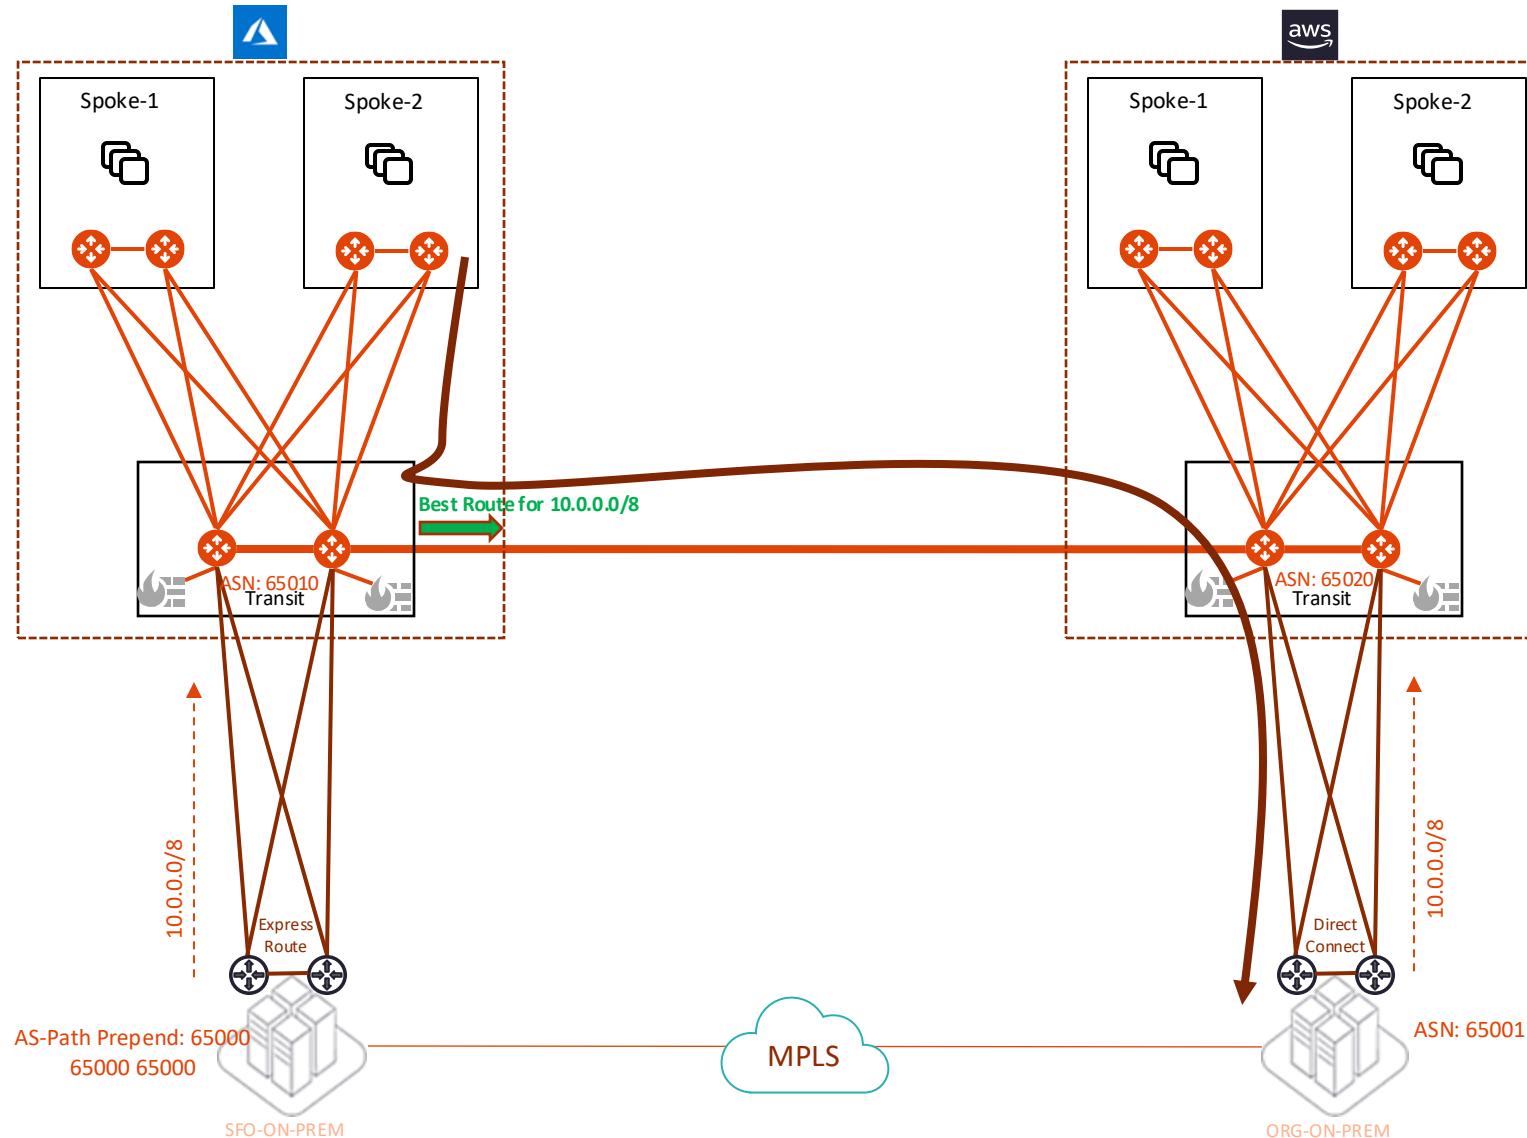 aws
Spoke-1
Spoke-2
Spoke-1
Spoke-2
Best Route for 10.0.0.0/8
ASN: 65010
Transit
ASN: 65020
Transit
10.0.0.0/8
10.0.0.0/8
Express
Route
Direct
Connect
AS-Path Prepend: 65000
65000 65000
MPLS
ASN: 65001
SFO-ON-PREM
ORG-ON-PREM